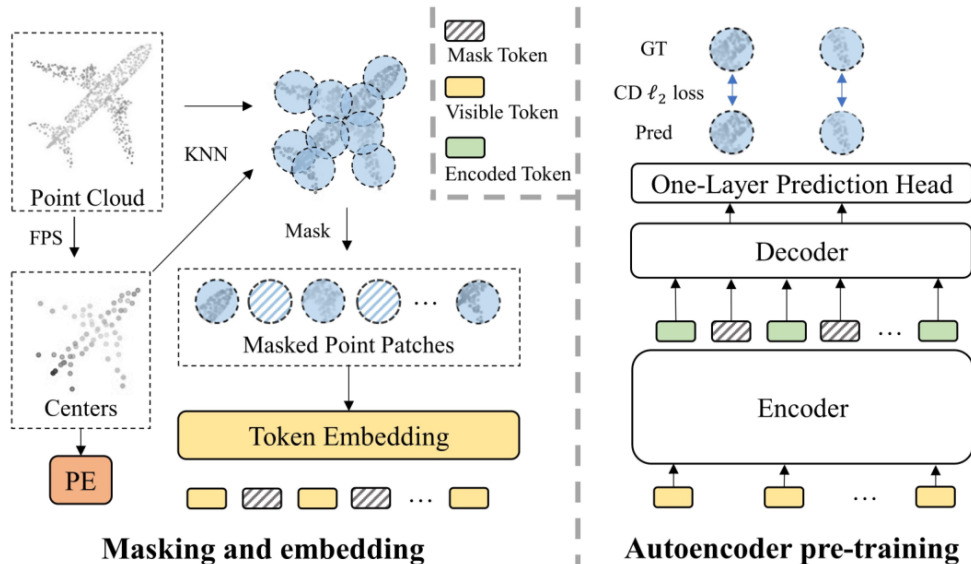 Point Cloud
FPS
KNN
Centers
PE
Mask
Masked Point Patches
...
Token Embedding
...
Masking and embedding
Mask Token
Visible Token
Encoded Token
GT
CD ℓ₂ loss
Pred
One-Layer Prediction Head
Decoder
...
Encoder
...
Autoencoder pre-training